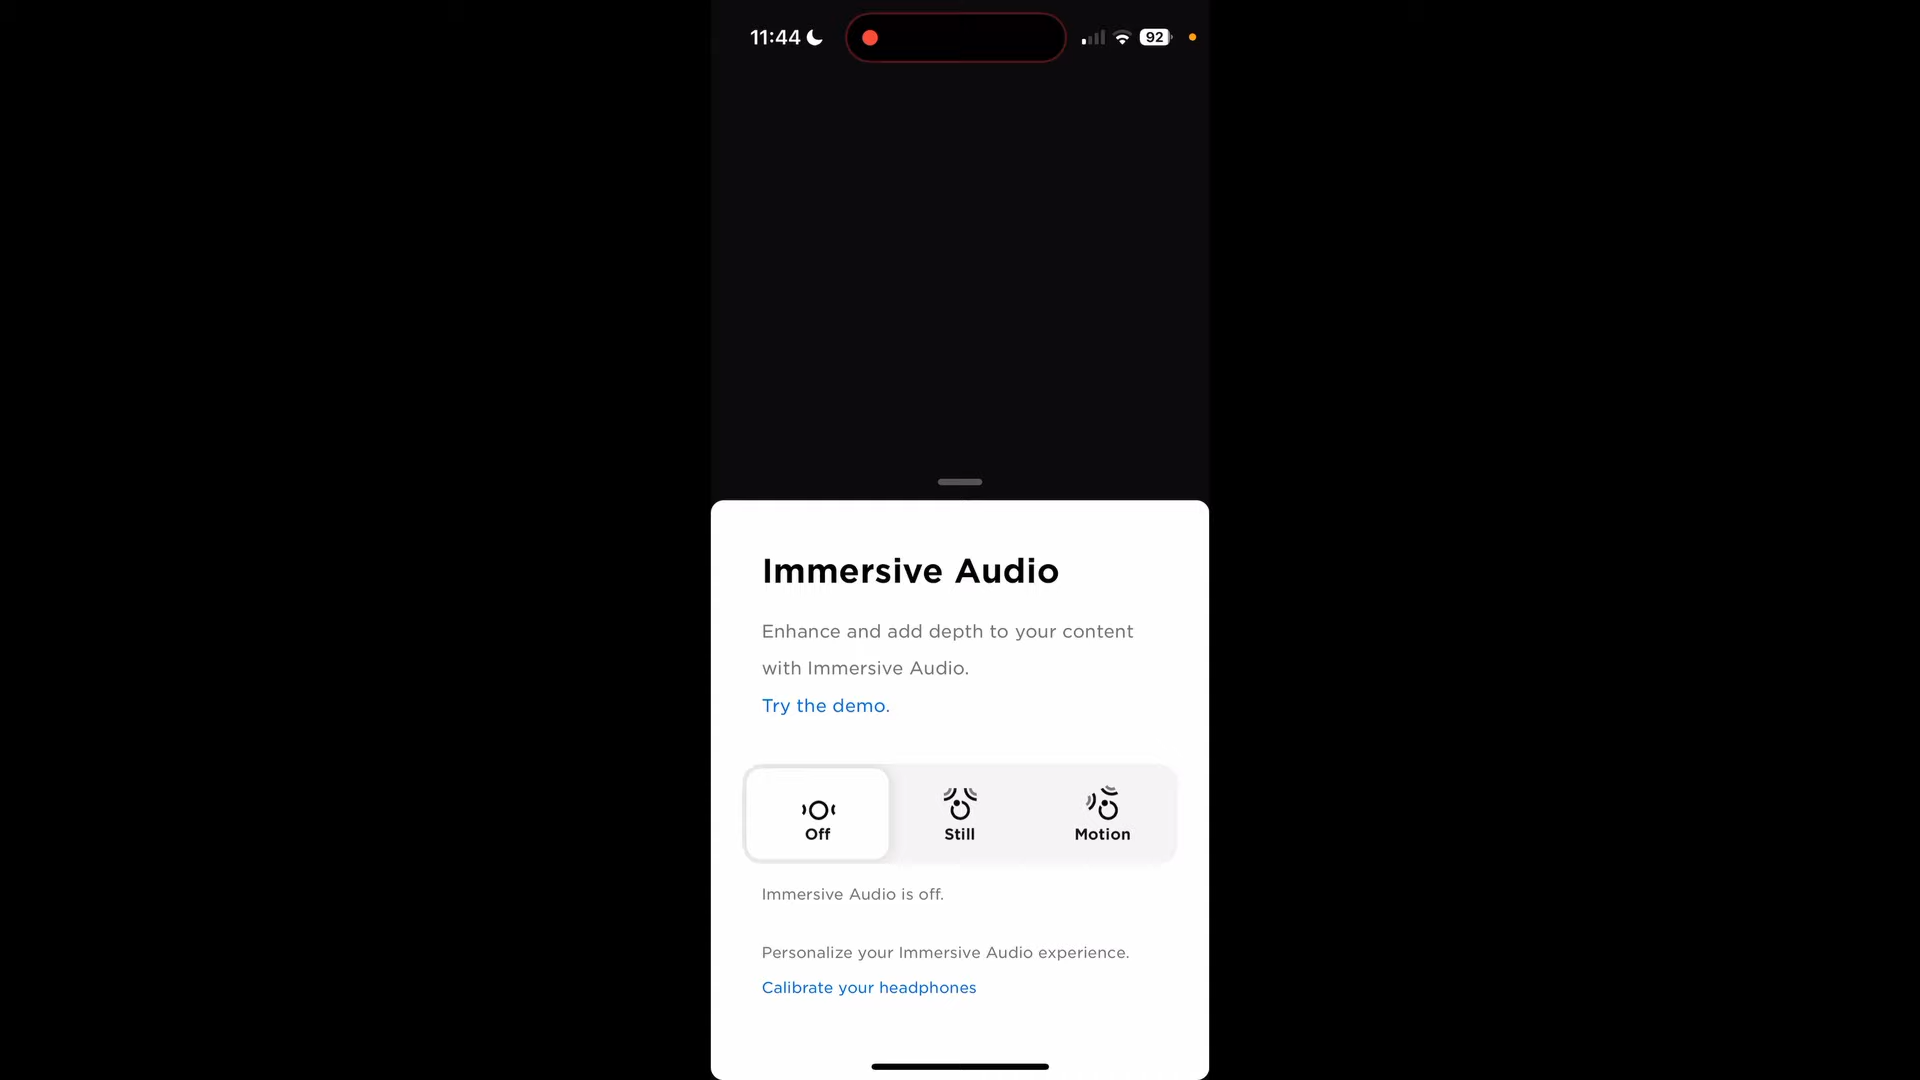 11:44
92
Immersive Audio
Enhance and add depth to your content
with Immersive Audio.
Try the demo.
Off
Still
Motion
Immersive Audio is off.
Personalize your Immersive Audio experience.
Calibrate your headphones